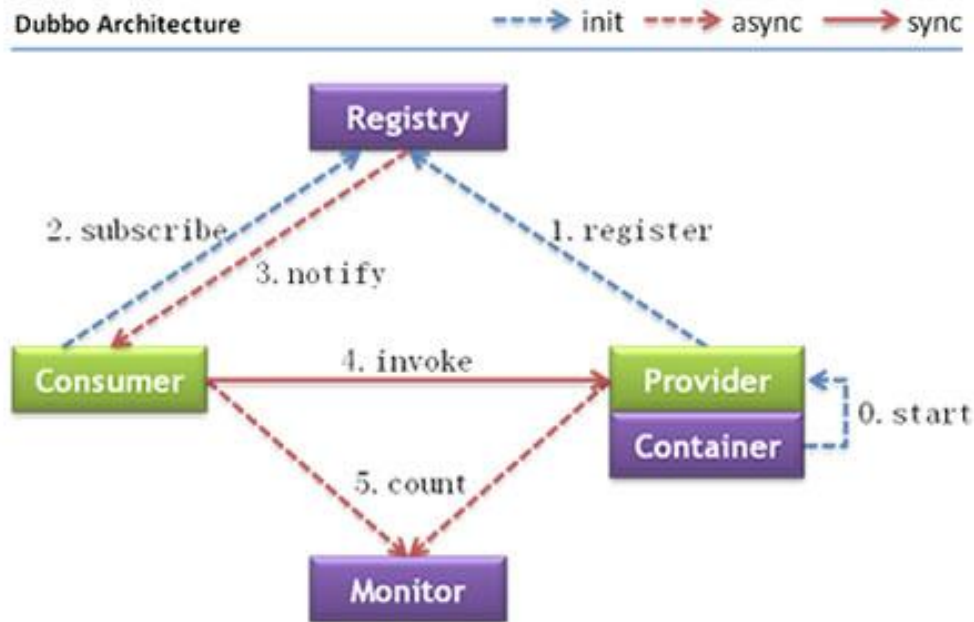 Dubbo Architecture
init
async
sync
Registry
2. subscribe
1. register
3. notify
Consumer
4. invoke
Provider
0. start
Container
5. count
Monitor